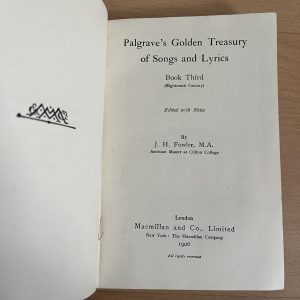 Palgrave's Golden Treasury
of Songs and Lyrics
Book Third
(Eighteenth Century)
Edited with Notes
By
J. H. Fowler, M.A.
Assistant Master at Clifton College
London
Macmillan and Co., Limited
New York: The Macmillan Company
1906
All rights reserved